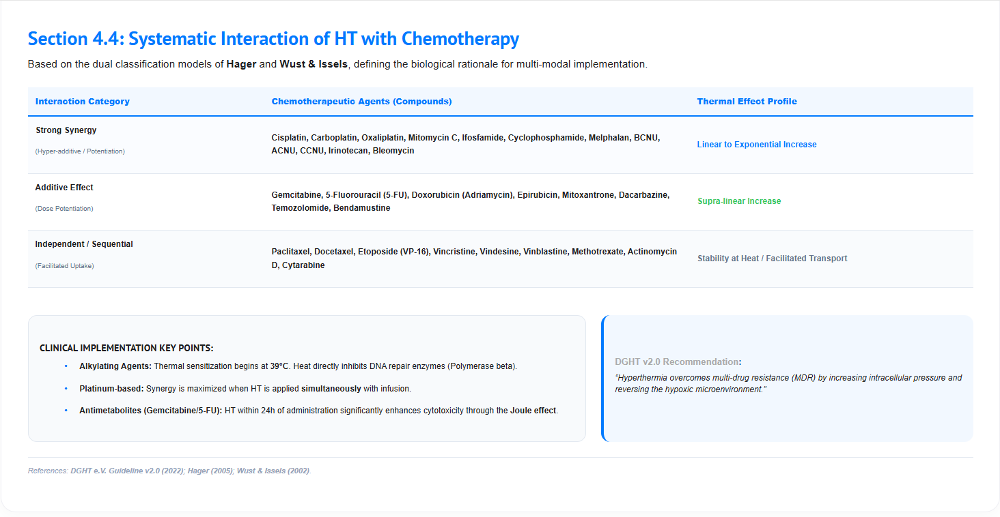 Section 4.4: Systematic Interaction of HT with Chemotherapy
Based on the dual classification models of Hager and Wust & Issels, defining the biological rationale for multi-modal implementation.
Interaction Category
Chemotherapeutic Agents (Compounds)
Thermal Effect Profile
Strong Synergy
(Hyper-additive / Potentiation)
Cisplatin, Carboplatin, Oxaliplatin, Mitomycin C, Ifosfamide, Cyclophosphamide, Melphalan, BCNU,
ACNU, CCNU, Irinotecan, Bleomycin
Linear to Exponential Increase
Additive Effect
(Dose Potentiation)
Gemcitabine, 5-Fluorouracil (5-FU), Doxorubicin (Adriamycin), Epirubicin, Mitoxantrone, Dacarbazine,
Temozolomide, Bendamustine
Supra-linear Increase
Independent / Sequential
(Facilitated Uptake)
Paclitaxel, Docetaxel, Etoposide (VP-16), Vincristine, Vindesine, Vinblastine, Methotrexate, Actinomycin
D, Cytarabine
Stability at Heat / Facilitated Transport
CLINICAL IMPLEMENTATION KEY POINTS:
• Alkylating Agents: Thermal sensitization begins at 39°C. Heat directly inhibits DNA repair enzymes (Polymerase beta).
• Platinum-based: Synergy is maximized when HT is applied simultaneously with infusion.
• Antimetabolites (Gemcitabine/5-FU): HT within 24h of administration significantly enhances cytotoxicity through the Joule effect.
DGHT v2.0 Recommendation:
“Hyperthermia overcomes multi-drug resistance (MDR) by increasing intracellular pressure and
reversing the hypoxic microenvironment.”
References: DGHT e.V. Guideline v2.0 (2022); Hager (2005); Wust & Issels (2002).